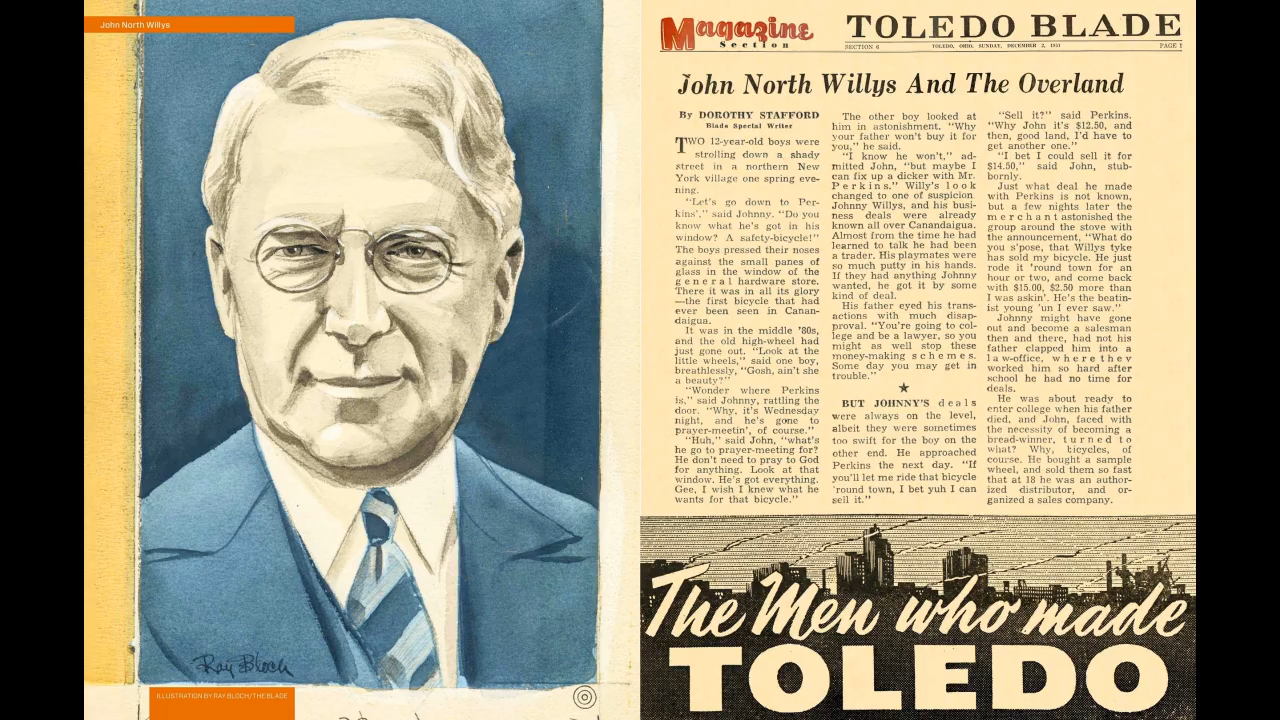 John North Willys
Ray Bloch
ILLUSTRATION BY RAY BLOCH/THE BLADE
Magazine
Section
TOLEDO BLADE
SECTION 6 TOLEDO, OHIO, SUNDAY, DECEMBER 2, 1951 PAGE 1
John North Willys And The Overland
By DOROTHY STAFFORD
Blade Special Writer
TWO 12-year-old boys were
strolling down a shady
street in a northern New
York village one spring eve-
ning.
"Let's go down to Per-
kins'," said Johnny. "Do you
know what he's got in his
window? A safety-bicycle!"
The boys pressed their noses
against the small panes of
glass in the window of the
general hardware store.
There it was in all its glory
—the first bicycle that had
ever been seen in Canan-
daigua.
It was in the middle '80s,
and the old high-wheel had
just gone out. "Look at the
little wheels," said one boy,
breathlessly, "Gosh, ain't she
a beauty?"
"Wonder where Perkins
is," said Johnny, rattling the
door. "Why, it's Wednesday
night, and he's gone to
prayer-meetin', of course."
"Huh," said John, "what's
he go to prayer-meeting for?
He don't need to pray to God
for anything. Look at that
window. He's got everything.
Gee, I wish I knew what he
wants for that bicycle."
The other boy looked at
him in astonishment. "Why
your father won't buy it for
you," he said.
"I know he won't," ad-
mitted John, "but maybe I
can fix up a dicker with Mr.
Perkins." Willy's look
changed to one of suspicion.
Johnny Willys, and his busi-
ness deals were already
known all over Canandaigua.
Almost from the time he had
learned to talk he had been
a trader. His playmates were
so much putty in his hands.
If they had anything Johnny
wanted, he got it by some
kind of deal.
His father eyed his trans-
actions with much disap-
proval. "You're going to col-
lege and be a lawyer, so you
might as well stop these
money-making schemes.
Some day you may get in
trouble."
★
BUT JOHNNY'S deals
were always on the level,
albeit they were sometimes
too swift for the boy on the
other end. He approached
Perkins the next day. "If
you'll let me ride that bicycle
'round town, I bet yuh I can
sell it."
"Sell it?" said Perkins.
"Why John it's $12.50, and
then, good land, I'd have to
get another one."
"I bet I could sell it for
$14.50," said John, stub-
bornly.
Just what deal he made
with Perkins is not known,
but a few nights later the
merchant astonished the
group around the stove with
the announcement, "What do
you s'pose, that Willys tyke
has sold my bicycle. He just
rode it 'round town for an
hour or two, and come back
with $15.00, $2.50 more than
I was askin'. He's the beatin-
ist young 'un I ever saw."
Johnny might have gone
out and become a salesman
then and there, had not his
father clapped him into a
law-office, where they
worked him so hard after
school he had no time for
deals.
He was about ready to
enter college when his father
died, and John, faced with
the necessity of becoming a
bread-winner, turned to
what? Why, bicycles, of
course. He bought a sample
wheel, and sold them so fast
that at 18 he was an author-
ized distributor, and or-
ganized a sales company.
The Men who made
TOLEDO